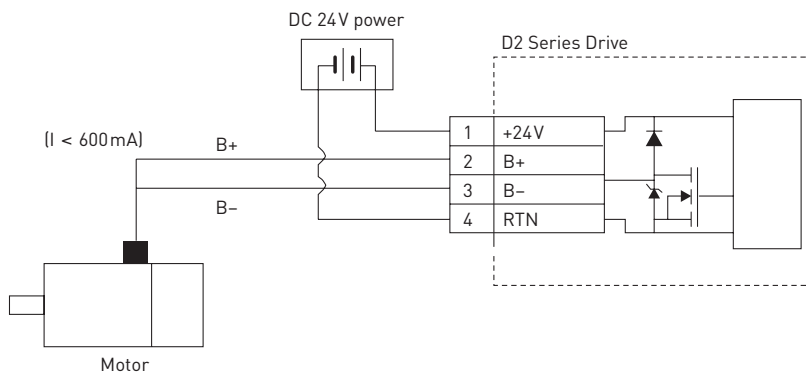 DC 24V power
D2 Series Drive
(I < 600mA)
B+
B−
1 +24V
2 B+
3 B−
4 RTN
Motor